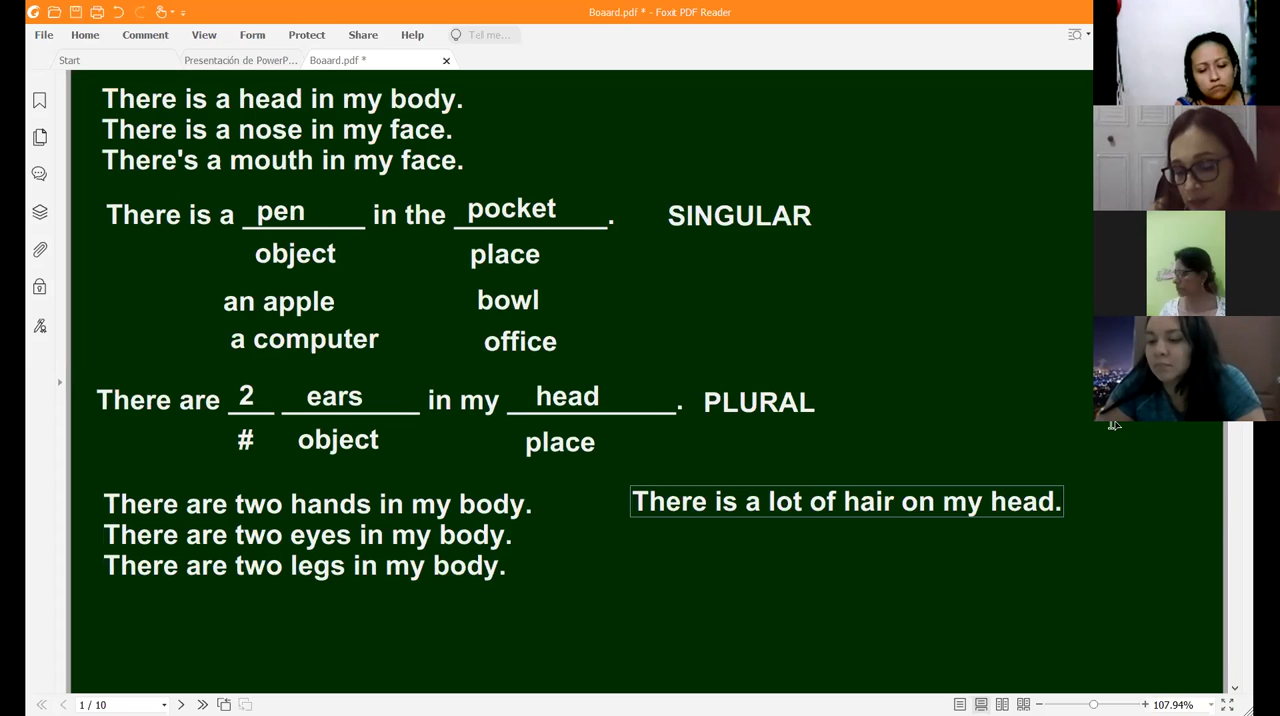 Boaard.pdf * - Foxit PDF Reader
File Home Comment View Form Protect Share Help Tell me...
Start Presentación de PowerP... Boaard.pdf *
There is a head in my body.
There is a nose in my face.
There's a mouth in my face.
There is a pen in the pocket. SINGULAR
object place
an apple bowl
a computer office
There are 2 ears in my head. PLURAL
# object place
There are two hands in my body. There is a lot of hair on my head.
There are two eyes in my body.
There are two legs in my body.
1 / 10 107.94%